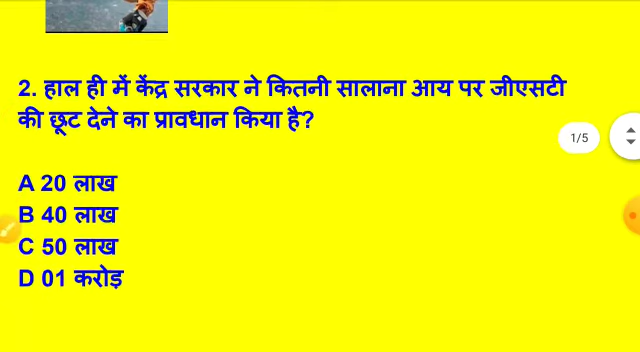 2. हाल ही में केंद्र सरकार ने कितनी सालाना आय पर जीएसटी
की छूट देने का प्रावधान किया है?
1/5
A 20 लाख
B 40 लाख
C 50 लाख
D 01 करोड़